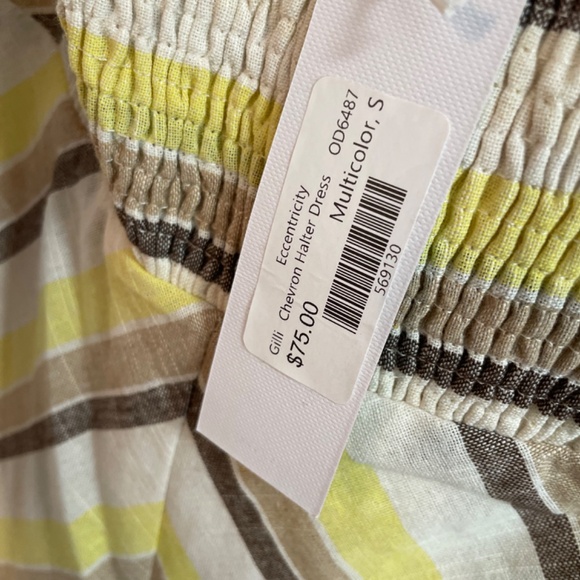 Eccentricity
Gilli Chevron Halter Dress OD6487
$75.00 Multicolor, S
569130